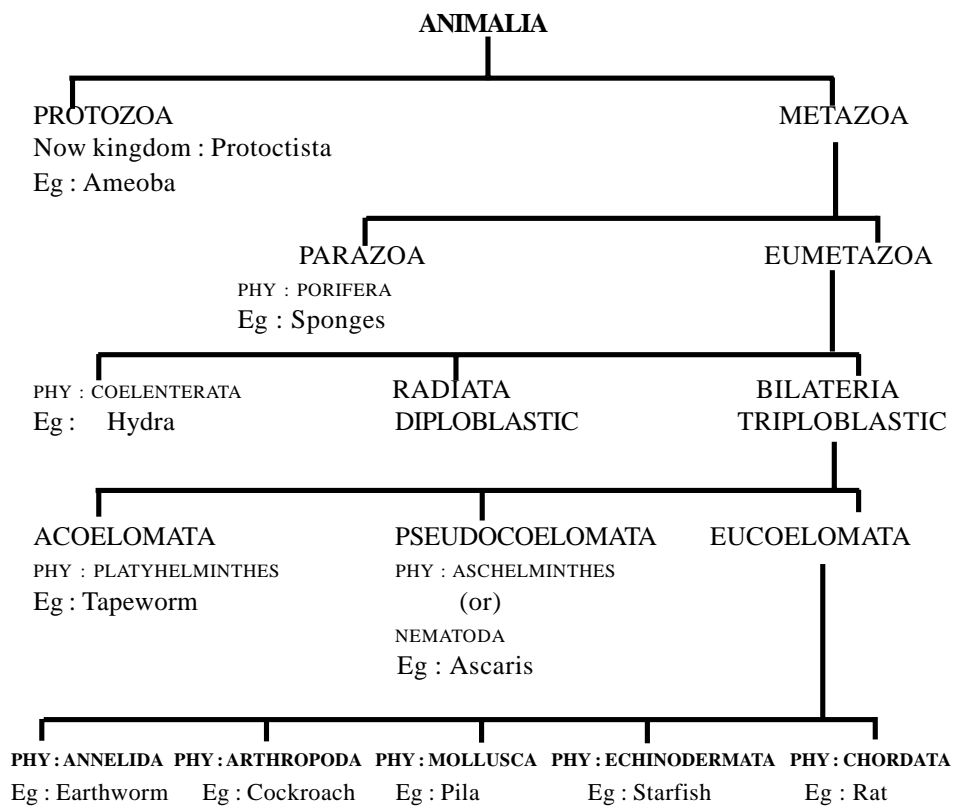 ANIMALIA
PROTOZOA
Now kingdom : Protoctista
Eg : Ameoba
METAZOA
PARAZOA
PHY : PORIFERA
Eg : Sponges
EUMETAZOA
PHY : COELENTERATA
Eg : Hydra
RADIATA
DIPLOBLASTIC
BILATERIA
TRIPLOBLASTIC
ACOELOMATA
PHY : PLATYHELMINTHES
Eg : Tapeworm
PSEUDOCOELOMATA
PHY : ASCHELMINTHES
(or)
NEMATODA
Eg : Ascaris
EUCOELOMATA
PHY : ANNELIDA
Eg : Earthworm
PHY : ARTHROPODA
Eg : Cockroach
PHY : MOLLUSCA
Eg : Pila
PHY : ECHINODERMATA
Eg : Starfish
PHY : CHORDATA
Eg : Rat